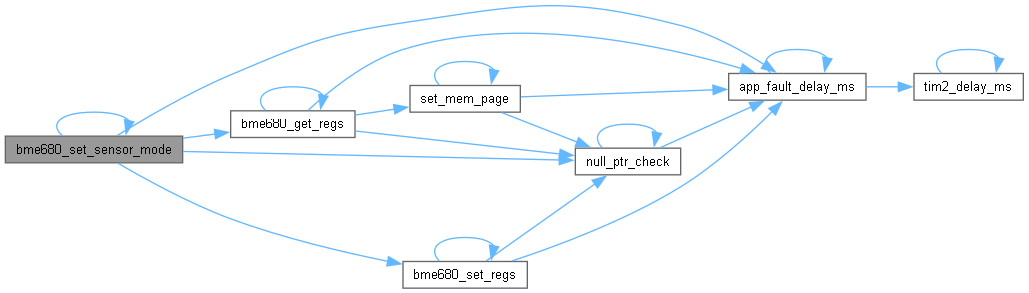 bme680_set_sensor_mode
bme680_get_regs
set_mem_page
null_ptr_check
bme680_set_regs
app_fault_delay_ms
tim2_delay_ms